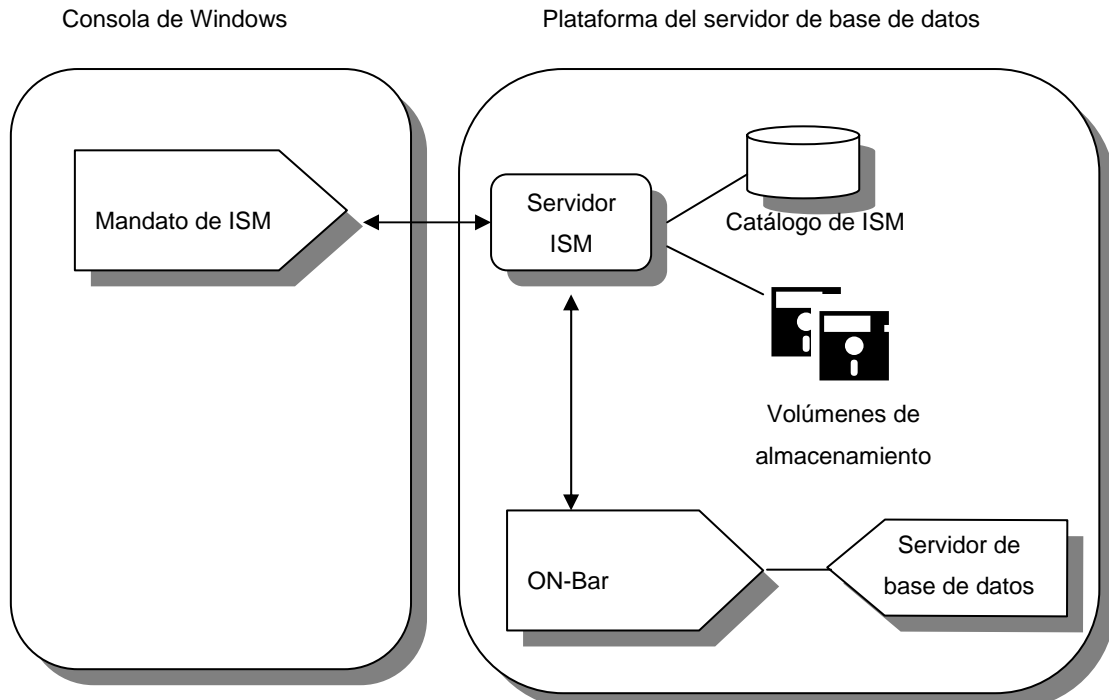 Consola de Windows
Plataforma del servidor de base de datos
Mandato de ISM
Servidor
ISM
Catálogo de ISM
Volúmenes de
almacenamiento
ON-Bar
Servidor de
base de datos